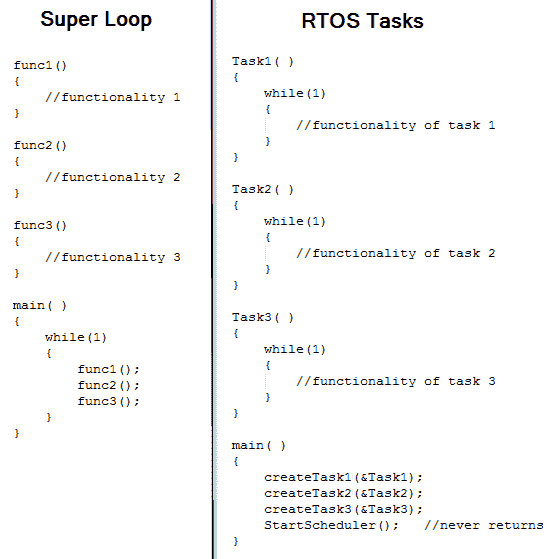 Super Loop
func1()
{
    //functionality 1
}
func2()
{
    //functionality 2
}
func3()
{
    //functionality 3
}
main( )
{
    while(1)
    {
        func1();
        func2();
        func3();
    }
}
RTOS Tasks
Task1( )
{
    while(1)
    {
        //functionality of task 1
    }
}
Task2( )
{
    while(1)
    {
        //functionality of task 2
    }
}
Task3( )
{
    while(1)
    {
        //functionality of task 3
    }
}
main( )
{
    createTask1(&Task1);
    createTask2(&Task2);
    createTask3(&Task3);
    StartScheduler();   //never returns
}